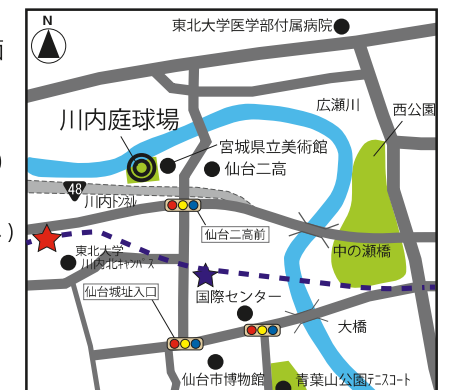 N
東北大学医学部付属病院
広瀬川
西公園
川内庭球場
宮城県立美術館
仙台二高
48
川内トンネル
仙台二高前
中の瀬橋
東北大学
川内北キャンパス
仙台城址入口
国際センター
大橋
仙台市博物館
青葉山公園テニスコート